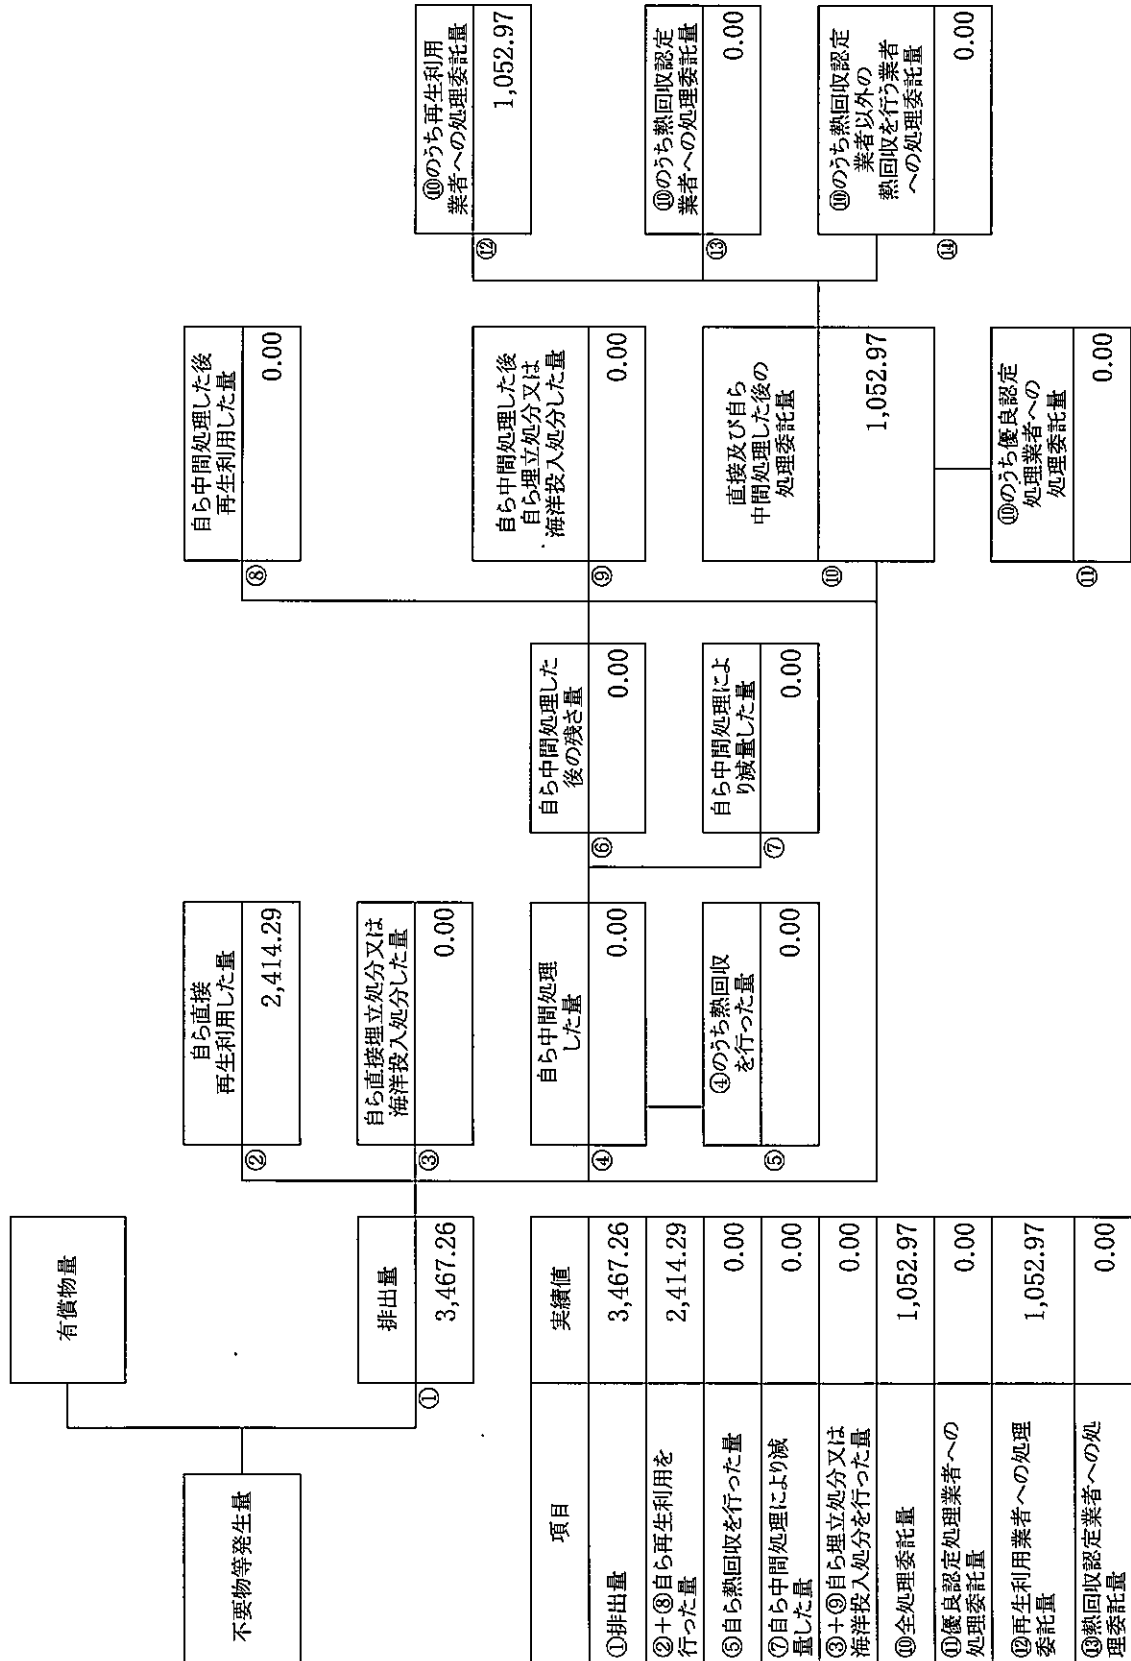 不要物等発生量
有償物量
排出量
① 3,467.26
自ら直接
再生利用した量
② 2,414.29
自ら直接埋立処分又は
海洋投入処分した量
③ 0.00
自ら中間処理
した量
④ 0.00
④のうち熱回収
を行った量
⑤ 0.00
自ら中間処理した
後の残さ量
⑥ 0.00
自ら中間処理によ
り減量した量
⑦ 0.00
自ら中間処理した後
再生利用した量
⑧ 0.00
自ら中間処理した後
自ら埋立処分又は
海洋投入処分した量
⑨ 0.00
直接及び自ら
中間処理した後の
処理委託量
⑩ 1,052.97
⑩のうち優良認定
処理業者への
処理委託量
⑪ 0.00
⑩のうち再生利用
業者への処理委託量
⑫ 1,052.97
⑩のうち熱回収認定
業者への処理委託量
⑬ 0.00
⑩のうち熱回収認定
業者以外の
熱回収を行う業者
への処理委託量
⑭ 0.00
項目 実績値
①排出量 3,467.26
②+⑧自ら再生利用を
行った量 2,414.29
⑤自ら熱回収を行った量 0.00
⑦自ら中間処理により減
量した量 0.00
③+⑨自ら埋立処分又は
海洋投入処分を行った量 0.00
⑩全処理委託量 1,052.97
⑪優良認定処理業者への
処理委託量 0.00
⑫再生利用業者への処理
委託量 1,052.97
⑬熱回収認定業者への処
理委託量 0.00